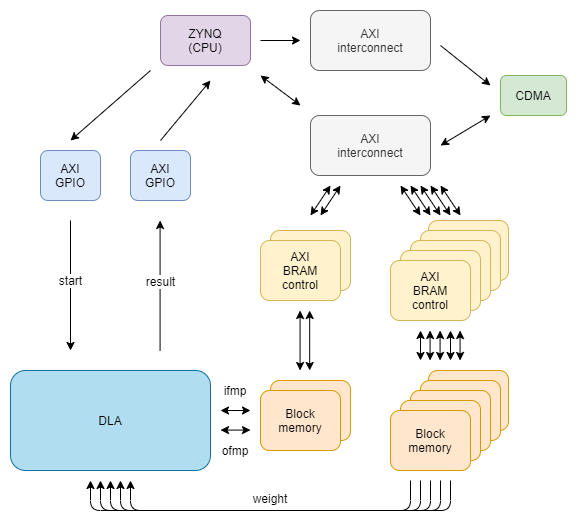 ZYNQ
(CPU)
AXI
interconnect
CDMA
AXI
interconnect
AXI
GPIO
AXI
GPIO
start
result
AXI
BRAM
control
AXI
BRAM
control
DLA
ifmp
ofmp
Block
memory
Block
memory
weight